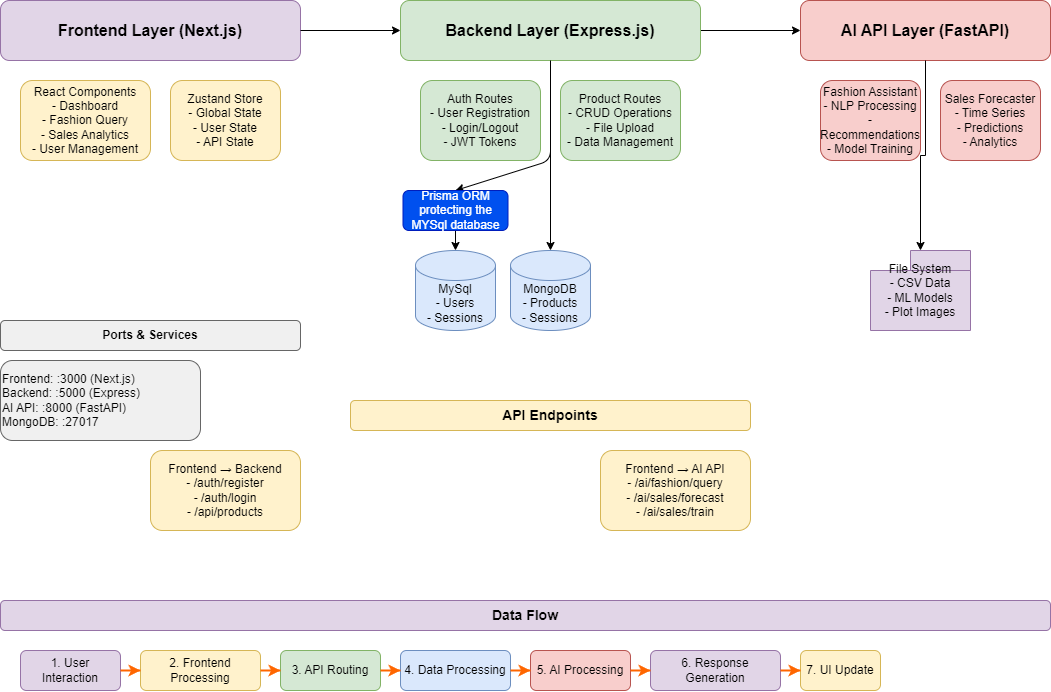 Frontend Layer (Next.js)
Backend Layer (Express.js)
AI API Layer (FastAPI)
React Components
- Dashboard
- Fashion Query
- Sales Analytics
- User Management
Zustand Store
- Global State
- User State
- API State
Auth Routes
- User Registration
- Login/Logout
- JWT Tokens
Product Routes
- CRUD Operations
- File Upload
- Data Management
Fashion Assistant
- NLP Processing
-
Recommendations
- Model Training
Sales Forecaster
- Time Series
- Predictions
- Analytics
Prisma ORM
protecting the
MYSql database
MySql
- Users
- Sessions
MongoDB
- Products
- Sessions
File System
- CSV Data
- ML Models
- Plot Images
Ports & Services
Frontend: :3000 (Next.js)
Backend: :5000 (Express)
AI API: :8000 (FastAPI)
MongoDB: :27017
API Endpoints
Frontend → Backend
- /auth/register
- /auth/login
- /api/products
Frontend → AI API
- /ai/fashion/query
- /ai/sales/forecast
- /ai/sales/train
Data Flow
1. User
Interaction
2. Frontend
Processing
3. API Routing
4. Data Processing
5. AI Processing
6. Response
Generation
7. UI Update